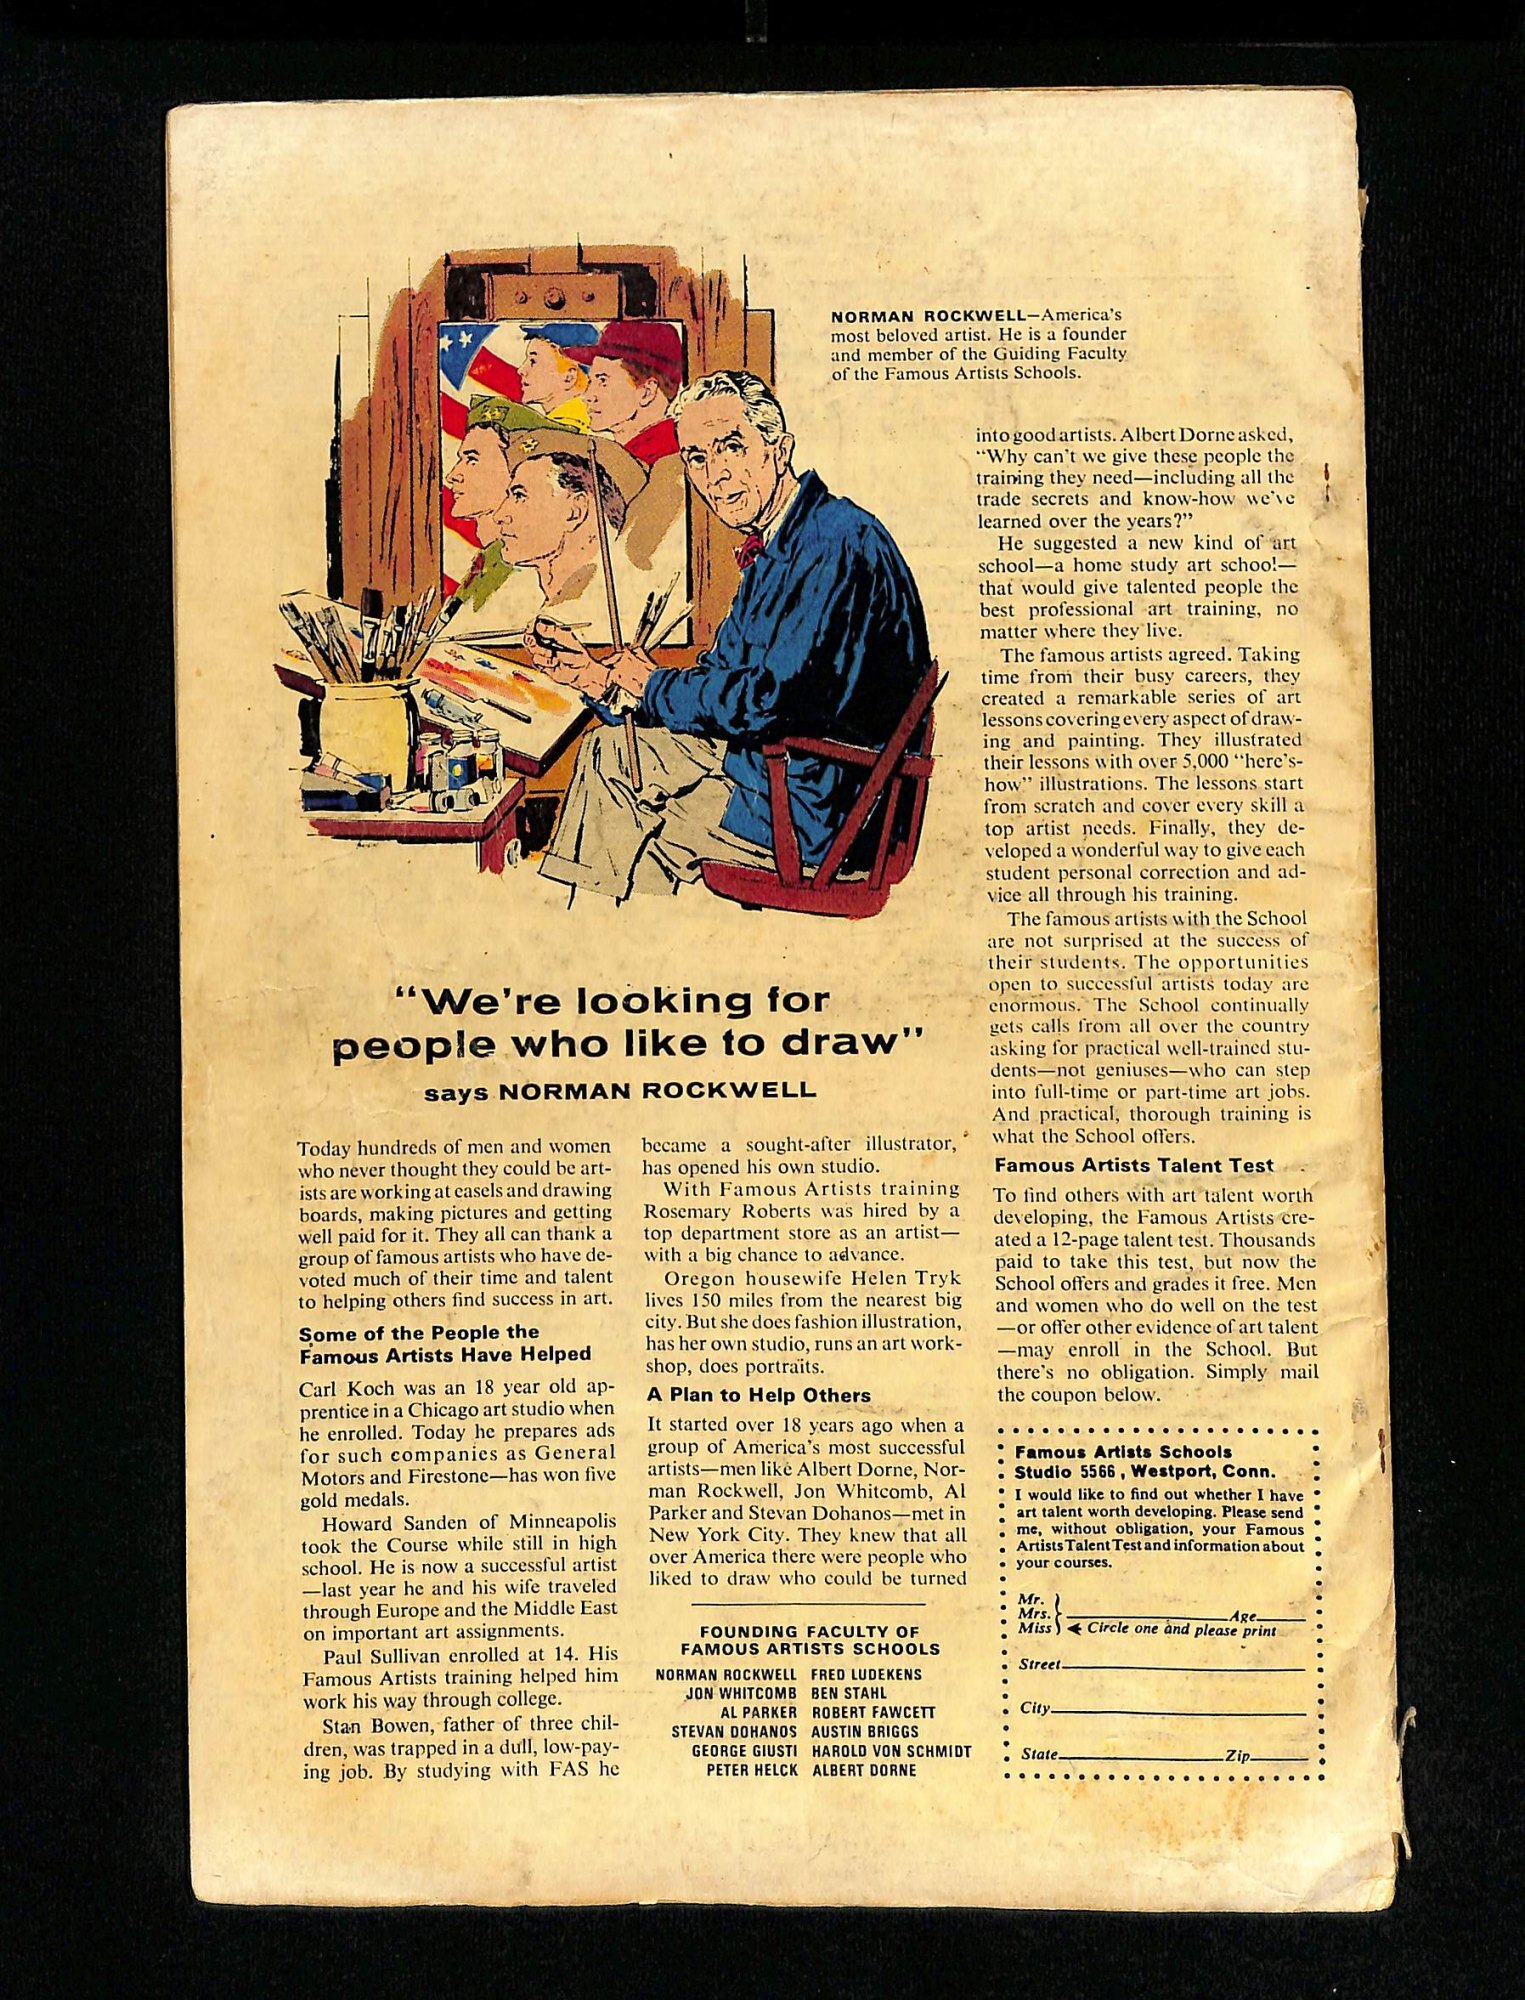 NORMAN ROCKWELL—America's
most beloved artist. He is a founder
and member of the Guiding Faculty
of the Famous Artists Schools.
"We're looking for
people who like to draw"
says NORMAN ROCKWELL
Today hundreds of men and women
who never thought they could be art-
ists are working at easels and drawing
boards, making pictures and getting
well paid for it. They all can thank a
group of famous artists who have de-
voted much of their time and talent
to helping others find success in art.
Some of the People the
Famous Artists Have Helped
Carl Koch was an 18 year old ap-
prentice in a Chicago art studio when
he enrolled. Today he prepares ads
for such companies as General
Motors and Firestone—has won five
gold medals.
Howard Sanden of Minneapolis
took the Course while still in high
school. He is now a successful artist
—last year he and his wife traveled
through Europe and the Middle East
on important art assignments.
Paul Sullivan enrolled at 14. His
Famous Artists training helped him
work his way through college.
Stan Bowen, father of three chil-
dren, was trapped in a dull, low-pay-
ing job. By studying with FAS he
became a sought-after illustrator,
has opened his own studio.
With Famous Artists training
Rosemary Roberts was hired by a
top department store as an artist—
with a big chance to advance.
Oregon housewife Helen Tryk
lives 150 miles from the nearest big
city. But she does fashion illustration,
has her own studio, runs an art work-
shop, does portraits.
A Plan to Help Others
It started over 18 years ago when a
group of America's most successful
artists—men like Albert Dorne, Nor-
man Rockwell, Jon Whitcomb, Al
Parker and Stevan Dohanos—met in
New York City. They knew that all
over America there were people who
liked to draw who could be turned
into good artists. Albert Dorne asked,
"Why can't we give these people the
training they need—including all the
trade secrets and know-how we've
learned over the years?"
He suggested a new kind of art
school—a home study art school—
that would give talented people the
best professional art training, no
matter where they live.
The famous artists agreed. Taking
time from their busy careers, they
created a remarkable series of art
lessons covering every aspect of draw-
ing and painting. They illustrated
their lessons with over 5,000 "here's-
how" illustrations. The lessons start
from scratch and cover every skill a
top artist needs. Finally, they de-
veloped a wonderful way to give each
student personal correction and ad-
vice all through his training.
The famous artists with the School
are not surprised at the success of
their students. The opportunities
open to successful artists today are
enormous. The School continually
gets calls from all over the country
asking for practical well-trained stu-
dents—not geniuses—who can step
into full-time or part-time art jobs.
And practical, thorough training is
what the School offers.
Famous Artists Talent Test
To find others with art talent worth
developing, the Famous Artists cre-
ated a 12-page talent test. Thousands
paid to take this test, but now the
School offers and grades it free. Men
and women who do well on the test
—or offer other evidence of art talent
—may enroll in the School. But
there's no obligation. Simply mail
the coupon below.
FOUNDING FACULTY OF
FAMOUS ARTISTS SCHOOLS
NORMAN ROCKWELL FRED LUDEKENS
JON WHITCOMB BEN STAHL
AL PARKER ROBERT FAWCETT
STEVAN DOHANOS AUSTIN BRIGGS
GEORGE GIUSTI HAROLD VON SCHMIDT
PETER HELCK ALBERT DORNE
Famous Artists Schools
Studio 5566, Westport, Conn.
I would like to find out whether I have
art talent worth developing. Please send
me, without obligation, your Famous
Artists Talent Test and information about
your courses.
Mr.
Mrs. Age
Miss Circle one and please print
Street
City
State Zip